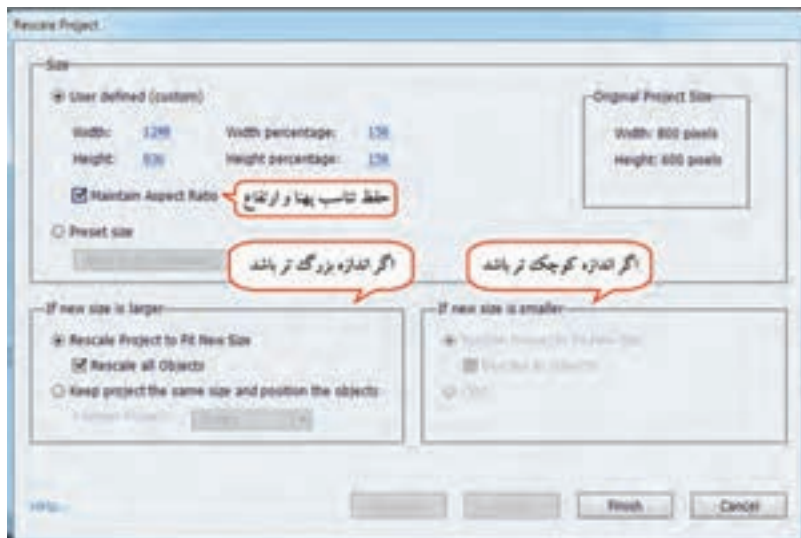 Rescale Project
Size
User defined (custom)
Original Project Size
Width: Width percentage: 156
Height: 936 Height percentage: 156
Width: 800 pixels
Height: 600 pixels
Maintain Aspect Ratio
حفظ تناسب پهنا و ارتفاع
Preset size
اگر اندازه بزرگ تر باشد
اگر اندازه کوچک تر باشد
If new size is larger
If new size is smaller
Rescale Project to Fit New Size
Rescale all Objects
Keep project the same size and position the objects
Help...
Finish
Cancel